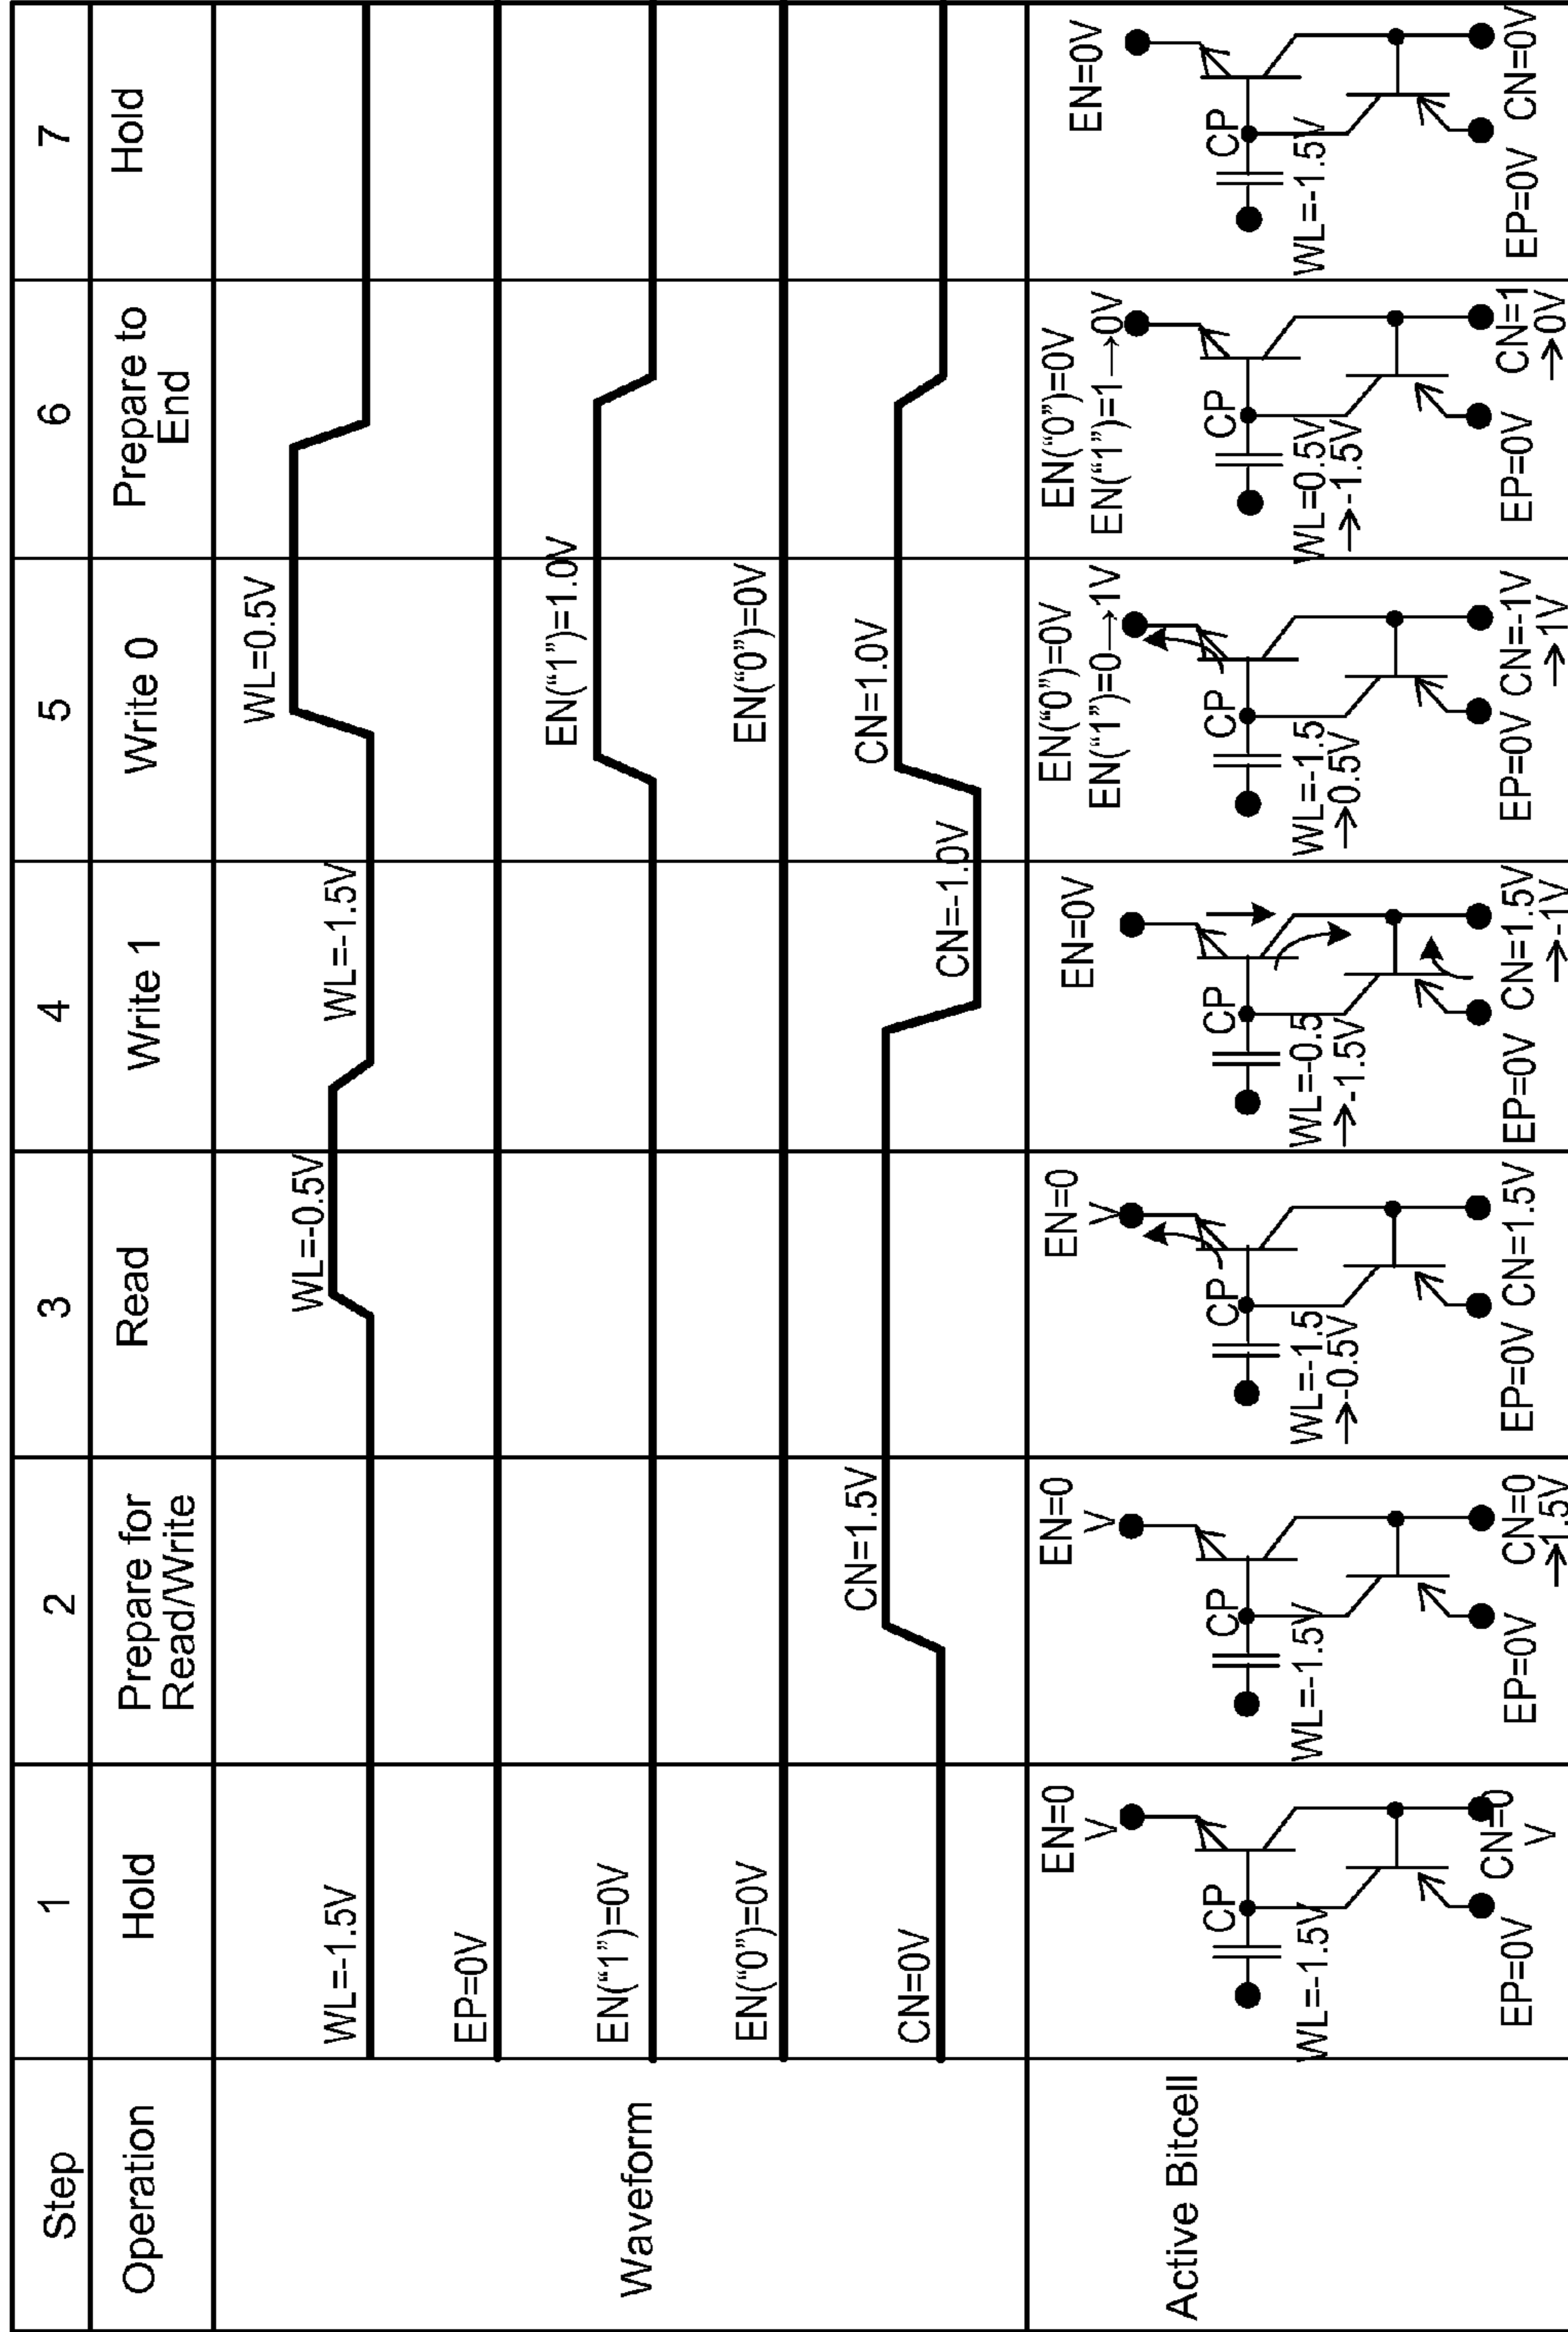 Step
1
2
3
4
5
6
7
Operation
Hold
Prepare for
Read/Write
Read
Write 1
Write 0
Prepare to
End
Hold
Waveform
WL=-1.5V
WL=-0.5V
WL=-1.5V
WL=0.5V
EP=0V
EN(“1”)=0V
EN(“1”)=1.0V
EN(“0”)=0V
EN(“0”)=0V
CN=0V
CN=1.5V
CN=-1.0V
CN=1.0V
Active Bitcell
EN=0
V
CP
WL=-1.5V
EP=0V
CN=0
V
EN=0
V
CP
WL=-1.5V
EP=0V
CN=0
→1.5V
EN=0
V
CP
WL=-1.5
→-0.5V
EP=0V CN=1.5V
EN=0V
CP
WL=-0.5
→-1.5V
EP=0V CN=1.5V
→-1V
EN(“0”)=0V
EN(“1”)=0→1V
CP
WL=-1.5
→0.5V
EP=0V CN=-1V
→1V
EN(“0”)=0V
EN(“1”)=1→0V
CP
WL=0.5V
→-1.5V
EP=0V
CN=1
→0V
EN=0V
CP
WL=-1.5V
EP=0V CN=0V